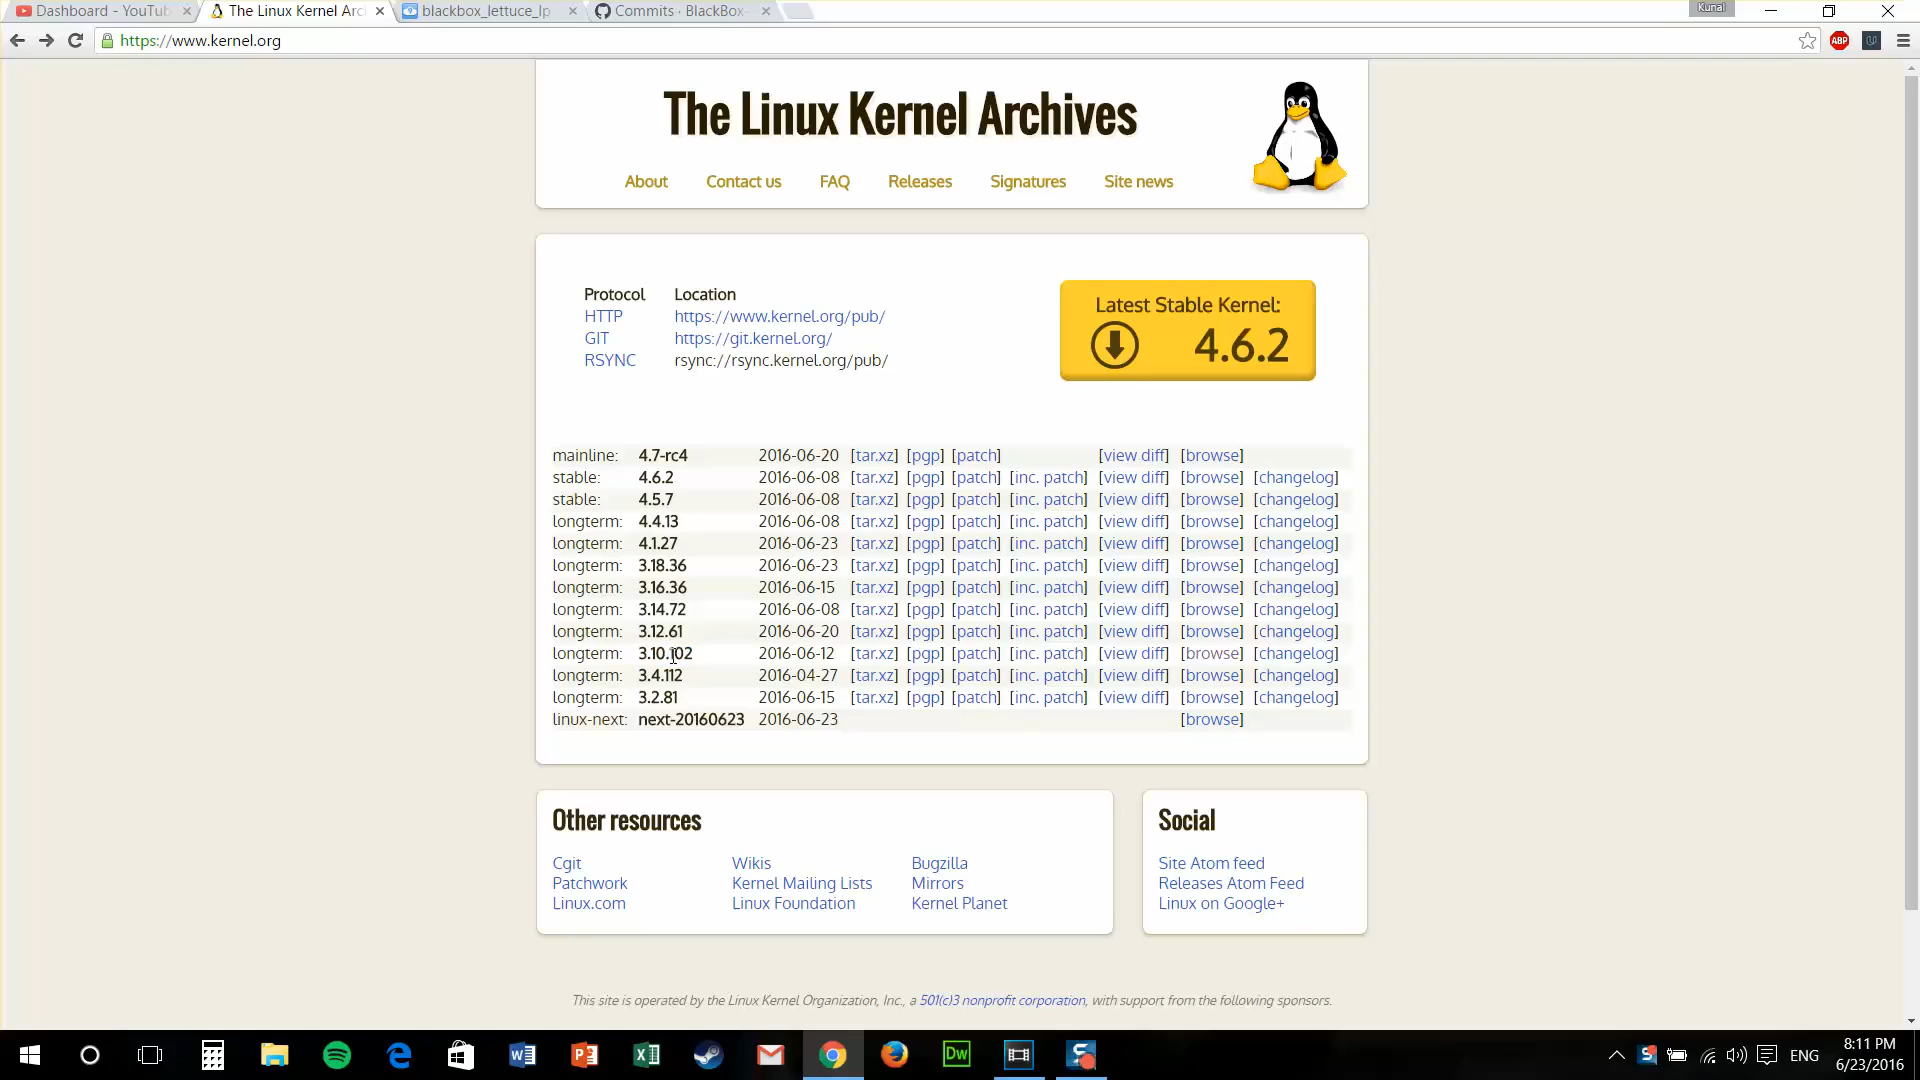 Dashboard - YouTub
The Linux Kernel Arc
blackbox_lettuce_lp
Commits · BlackBox-
Kunal
https://www.kernel.org
ABP
The Linux Kernel Archives
About Contact us FAQ Releases Signatures Site news
Protocol Location
HTTP https://www.kernel.org/pub/
GIT https://git.kernel.org/
RSYNC rsync://rsync.kernel.org/pub/
Latest Stable Kernel:
4.6.2
mainline: 4.7-rc4 2016-06-20 [tar.xz] [pgp] [patch] [view diff] [browse]
stable: 4.6.2 2016-06-08 [tar.xz] [pgp] [patch] [inc. patch] [view diff] [browse] [changelog]
stable: 4.5.7 2016-06-08 [tar.xz] [pgp] [patch] [inc. patch] [view diff] [browse] [changelog]
longterm: 4.4.13 2016-06-08 [tar.xz] [pgp] [patch] [inc. patch] [view diff] [browse] [changelog]
longterm: 4.1.27 2016-06-23 [tar.xz] [pgp] [patch] [inc. patch] [view diff] [browse] [changelog]
longterm: 3.18.36 2016-06-23 [tar.xz] [pgp] [patch] [inc. patch] [view diff] [browse] [changelog]
longterm: 3.16.36 2016-06-15 [tar.xz] [pgp] [patch] [inc. patch] [view diff] [browse] [changelog]
longterm: 3.14.72 2016-06-08 [tar.xz] [pgp] [patch] [inc. patch] [view diff] [browse] [changelog]
longterm: 3.12.61 2016-06-20 [tar.xz] [pgp] [patch] [inc. patch] [view diff] [browse] [changelog]
longterm: 3.10.102 2016-06-12 [tar.xz] [pgp] [patch] [inc. patch] [view diff] [browse] [changelog]
longterm: 3.4.112 2016-04-27 [tar.xz] [pgp] [patch] [inc. patch] [view diff] [browse] [changelog]
longterm: 3.2.81 2016-06-15 [tar.xz] [pgp] [patch] [inc. patch] [view diff] [browse] [changelog]
linux-next: next-20160623 2016-06-23 [browse]
Other resources
Cgit Wikis Bugzilla
Patchwork Kernel Mailing Lists Mirrors
Linux.com Linux Foundation Kernel Planet
Social
Site Atom feed
Releases Atom Feed
Linux on Google+
This site is operated by the Linux Kernel Organization, Inc., a 501(c)3 nonprofit corporation, with support from the following sponsors.
Dw
ENG
8:11 PM
6/23/2016